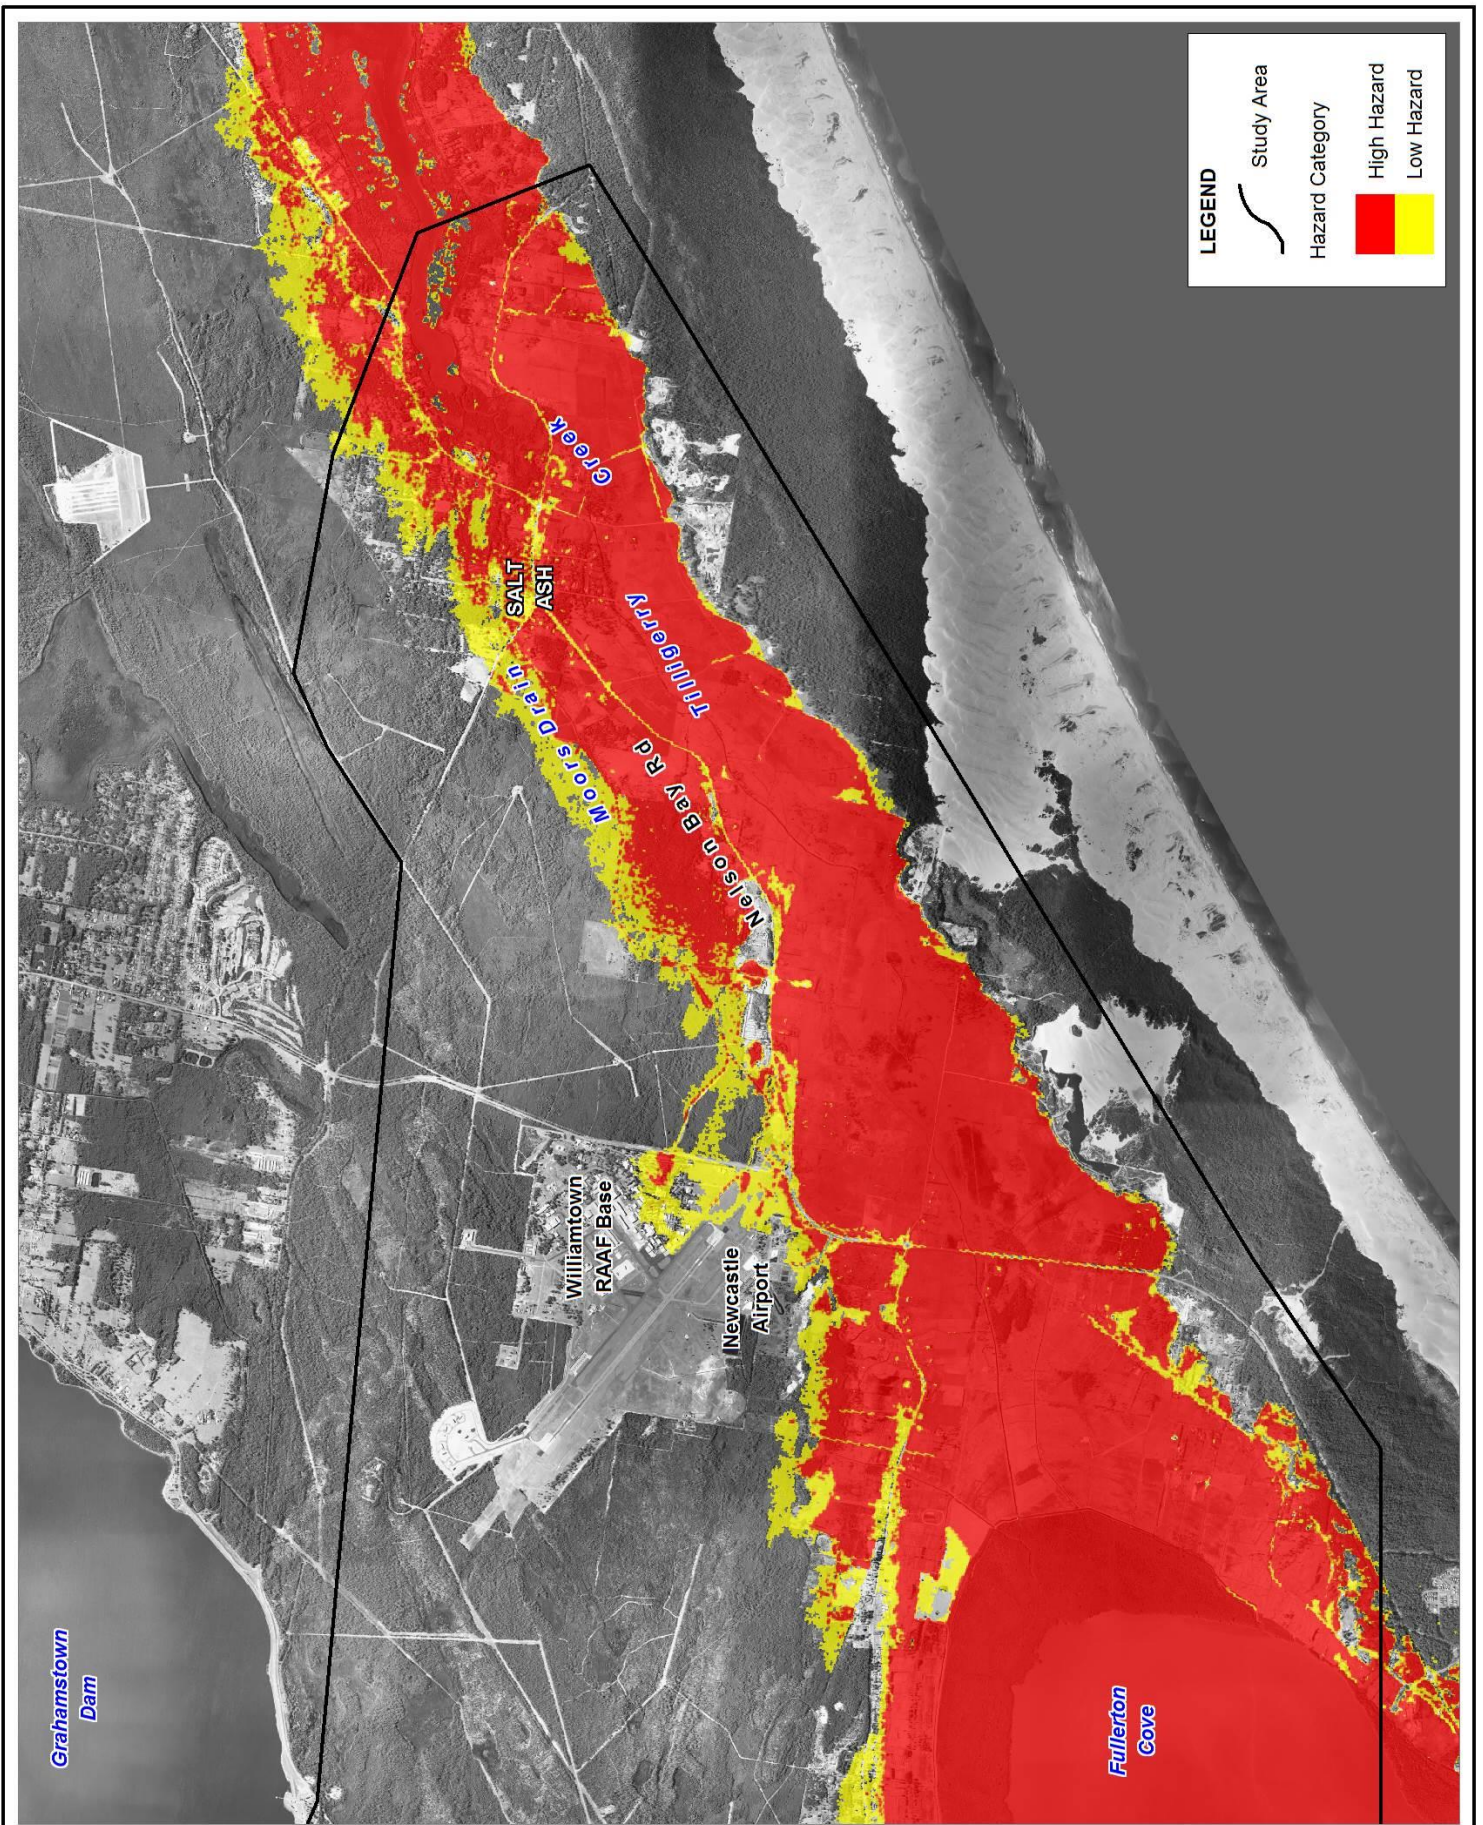 Grahamstown
Dam
Williamtown
RAAF Base
Newcastle
Airport
Moors Drain
SALT
ASH
Nelson Bay Rd
Tilligerry
Creek
Fullerton
Cove
LEGEND
Study Area
Hazard Category
High Hazard
Low Hazard